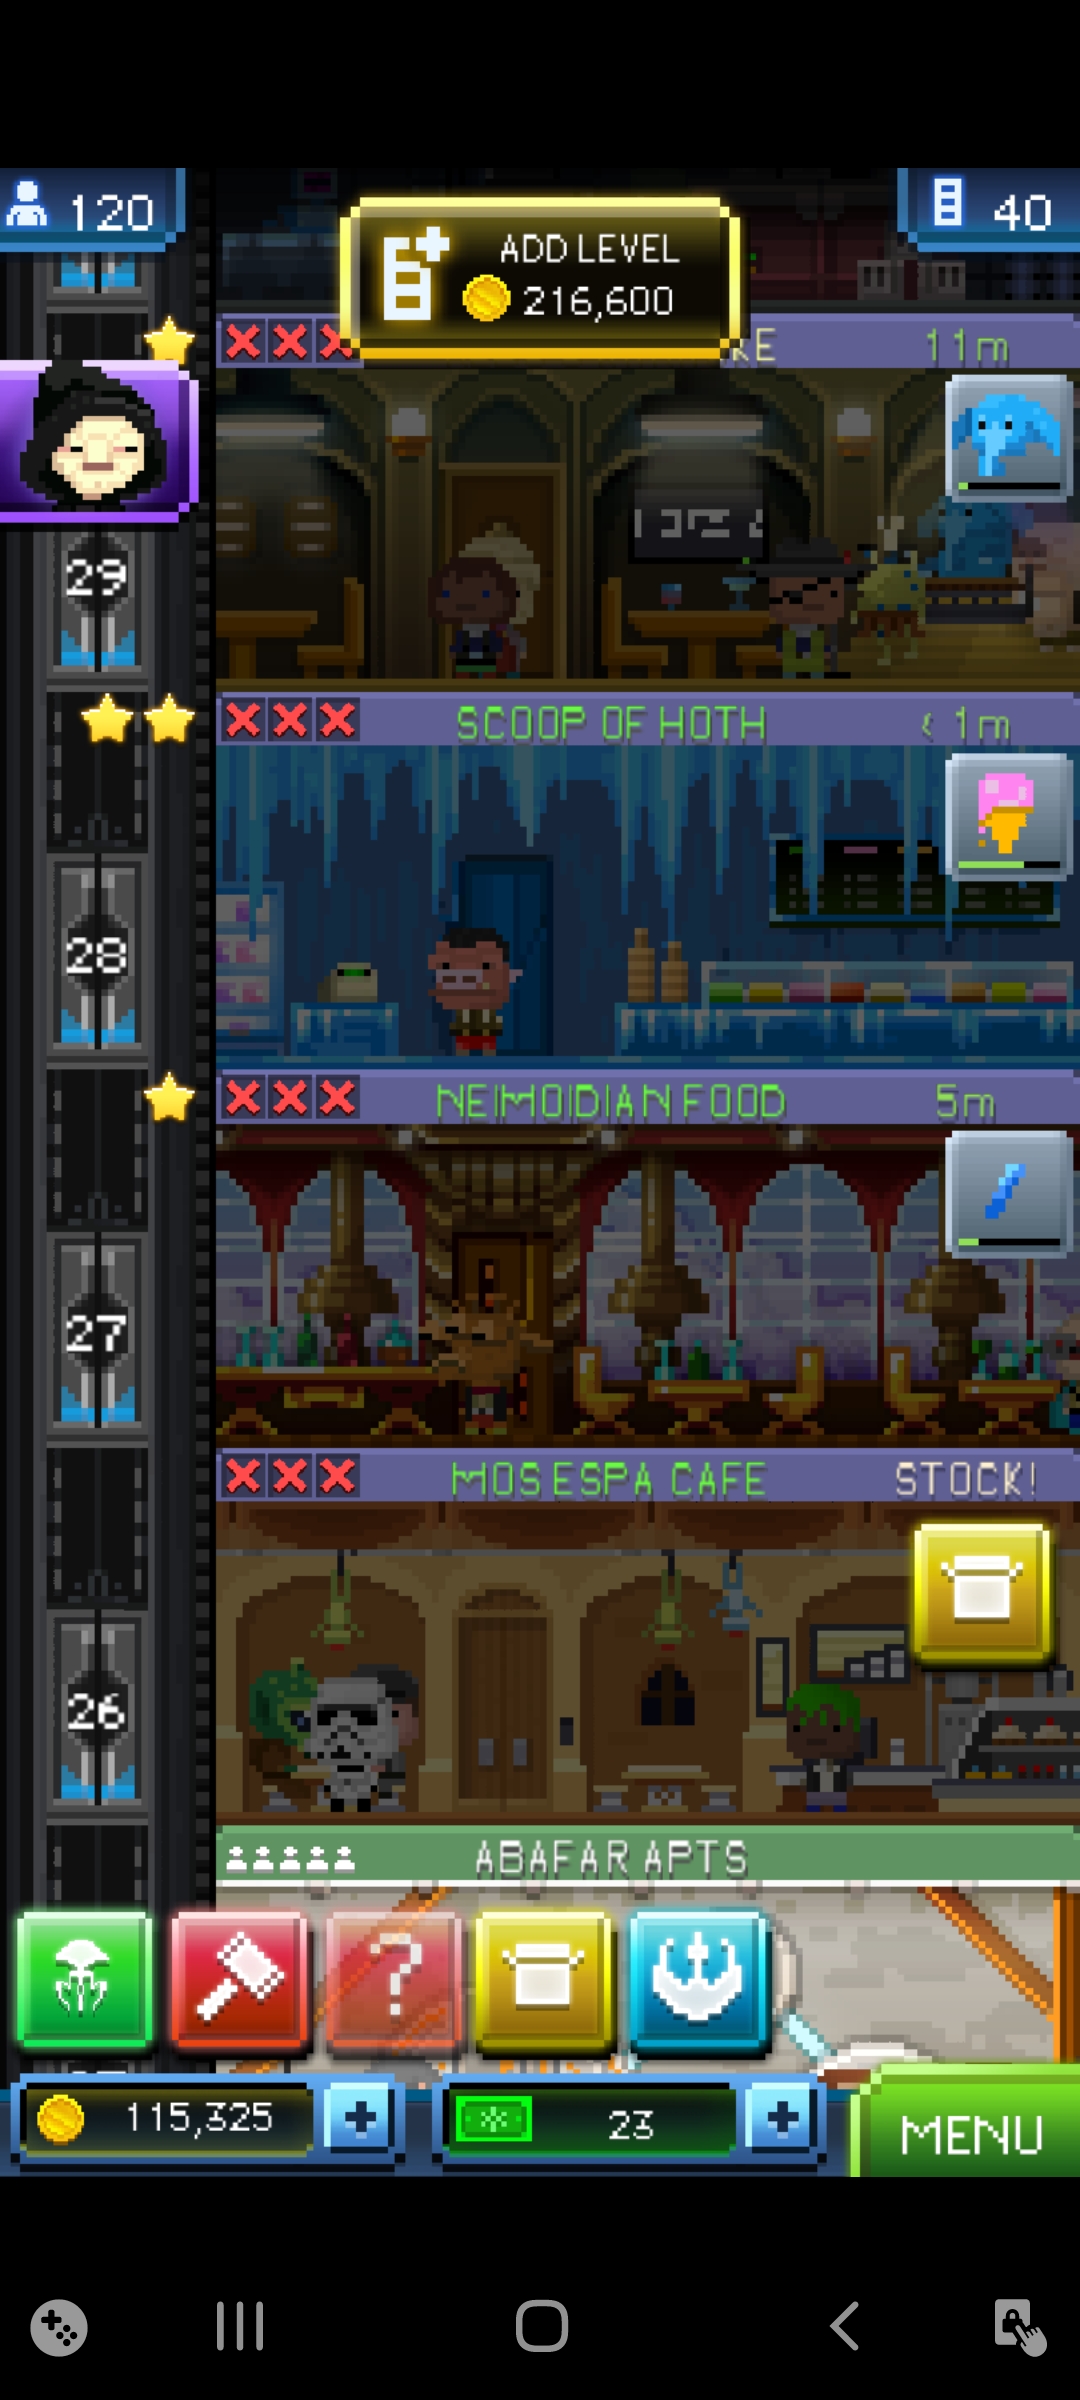 120
ADD LEVEL
216,600
40
KE
11m
29
SCOOP OF HOTH
< 1m
28
NEIMOIDIAN FOOD
5m
27
MOS ESPA CAFE
STOCK!
26
ABAFAR APTS
?
115,325
+
23
+
MENU